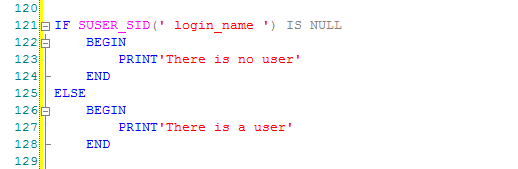 120
121 IF SUSER_SID(' login_name ') IS NULL
122 BEGIN
123 PRINT'There is no user'
124 END
125 ELSE
126 BEGIN
127 PRINT'There is a user'
128 END
129